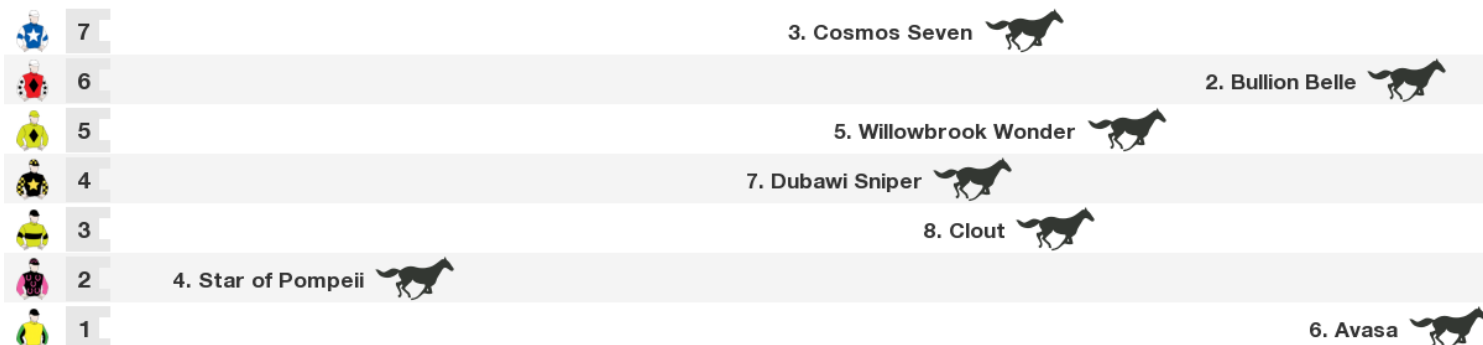 7 3. Cosmos Seven
6 2. Bullion Belle
5 5. Willowbrook Wonder
4 7. Dubawi Sniper
3 8. Clout
2 4. Star of Pompeii
1 6. Avasa